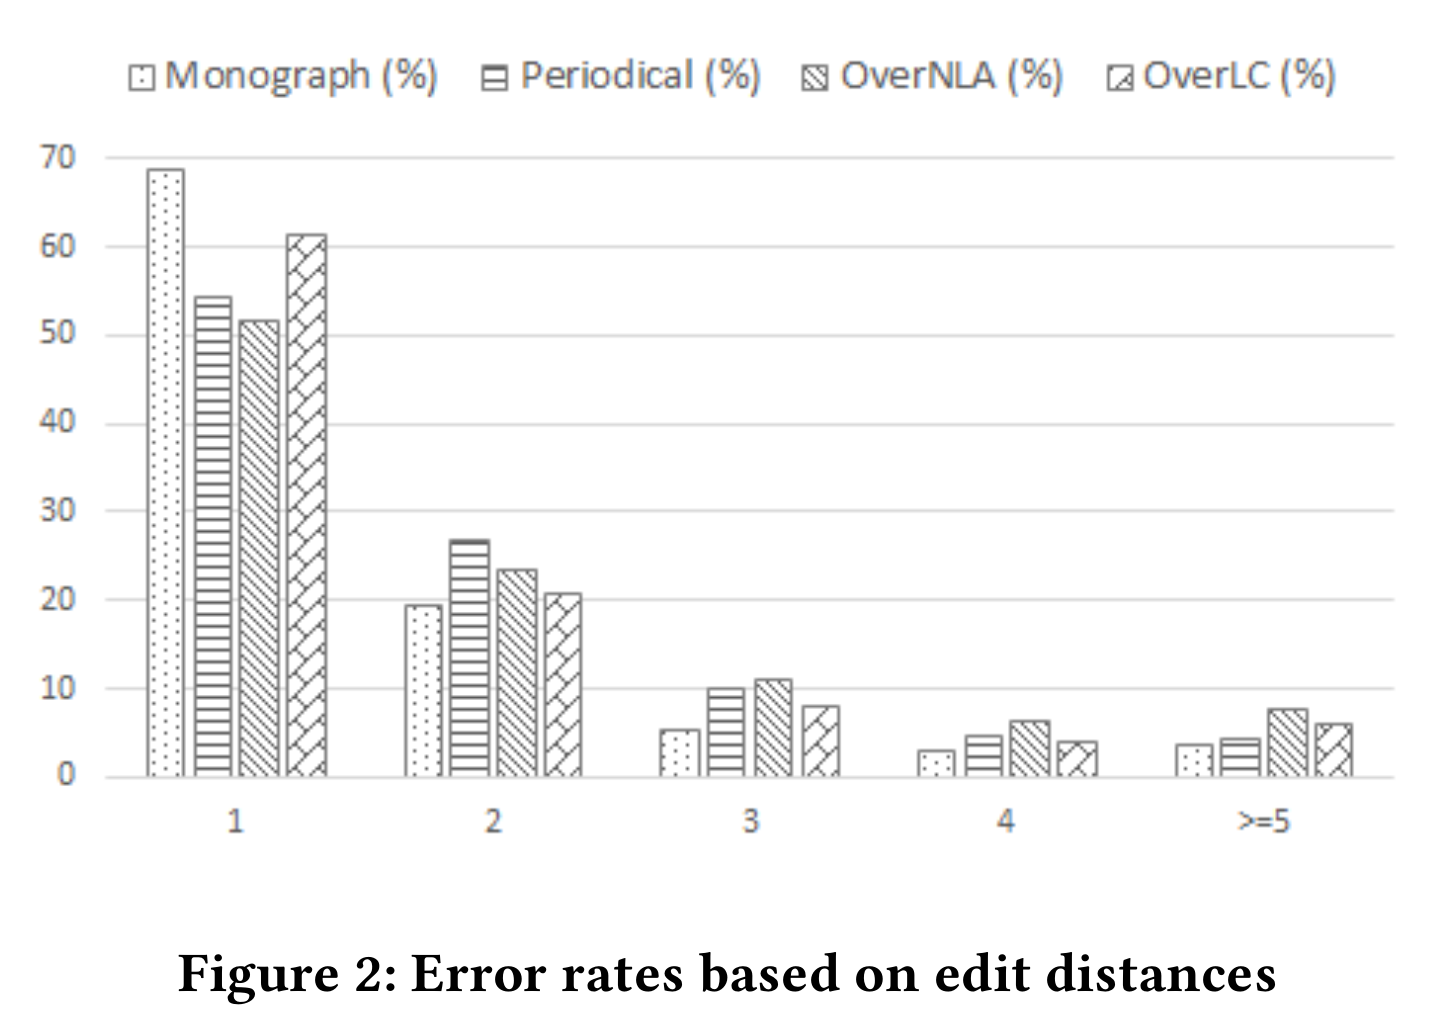 Monograph (%) Periodical (%) OverNLA (%) OverLC (%)
70
60
50
40
30
20
10
0
1 2 3 4 >=5
Figure 2: Error rates based on edit distances